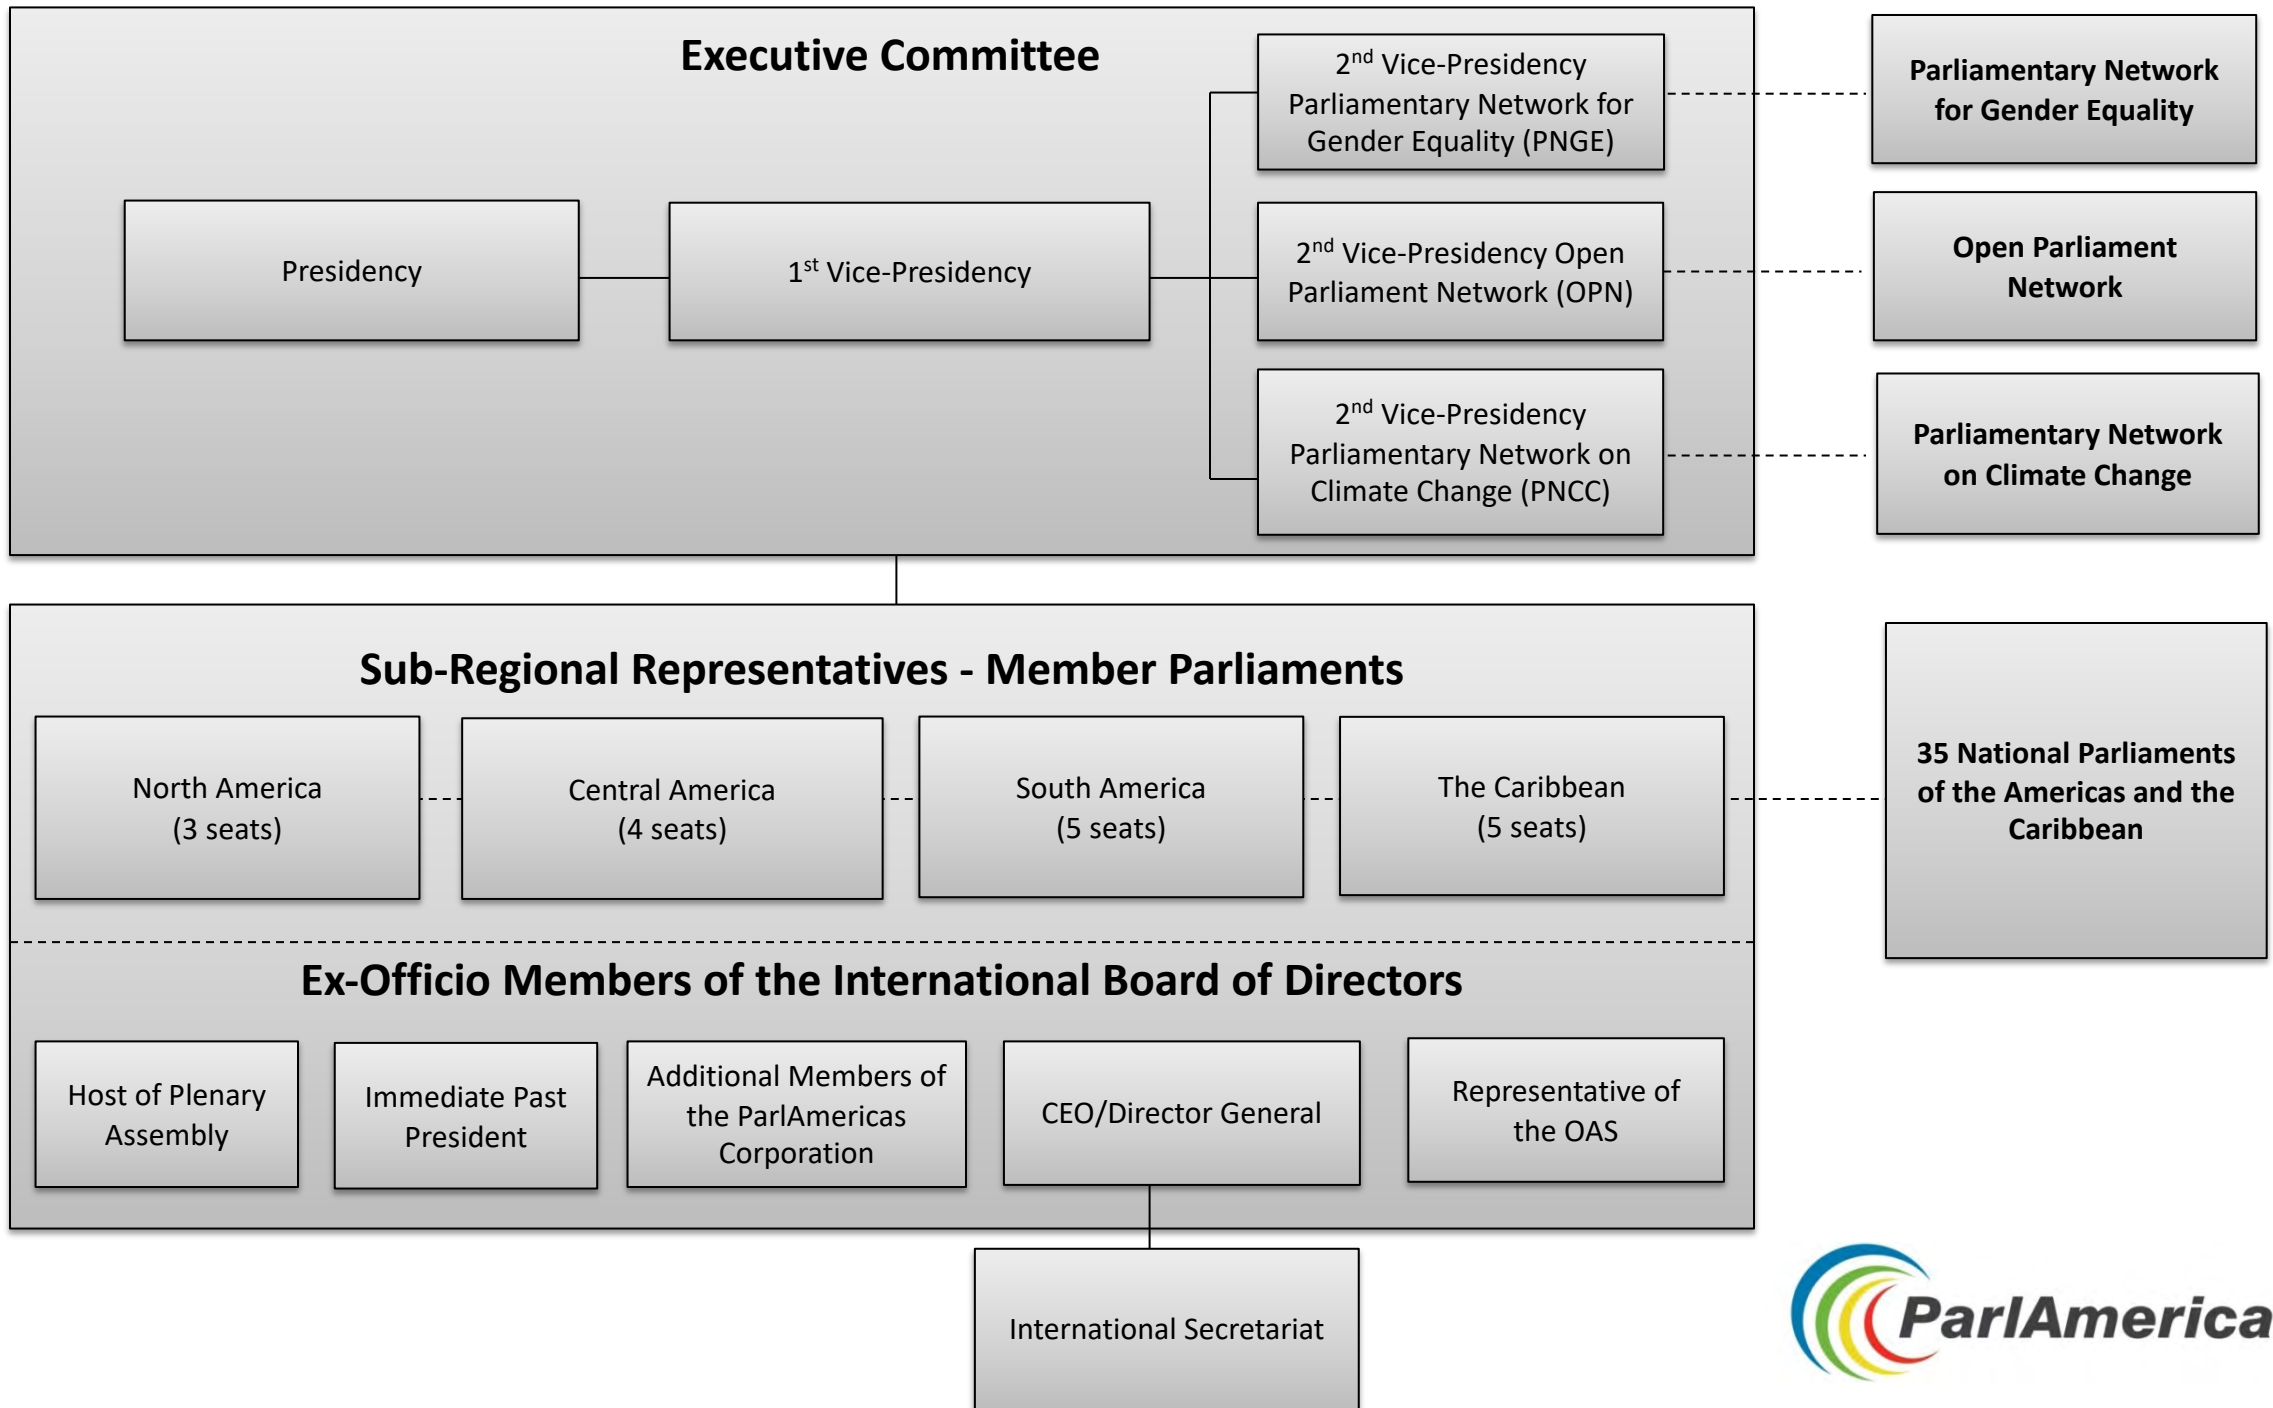 Executive Committee
2nd Vice-Presidency
Parliamentary Network for
Gender Equality (PNGE)
Parliamentary Network
for Gender Equality
Presidency
1st Vice-Presidency
2nd Vice-Presidency Open
Parliament Network (OPN)
Open Parliament
Network
2nd Vice-Presidency
Parliamentary Network on
Climate Change (PNCC)
Parliamentary Network
on Climate Change
Sub-Regional Representatives - Member Parliaments
North America
(3 seats)
Central America
(4 seats)
South America
(5 seats)
The Caribbean
(5 seats)
35 National Parliaments
of the Americas and the
Caribbean
Ex-Officio Members of the International Board of Directors
Host of Plenary
Assembly
Immediate Past
President
Additional Members of
the ParlAmericas
Corporation
CEO/Director General
Representative of
the OAS
International Secretariat
ParlAmerica